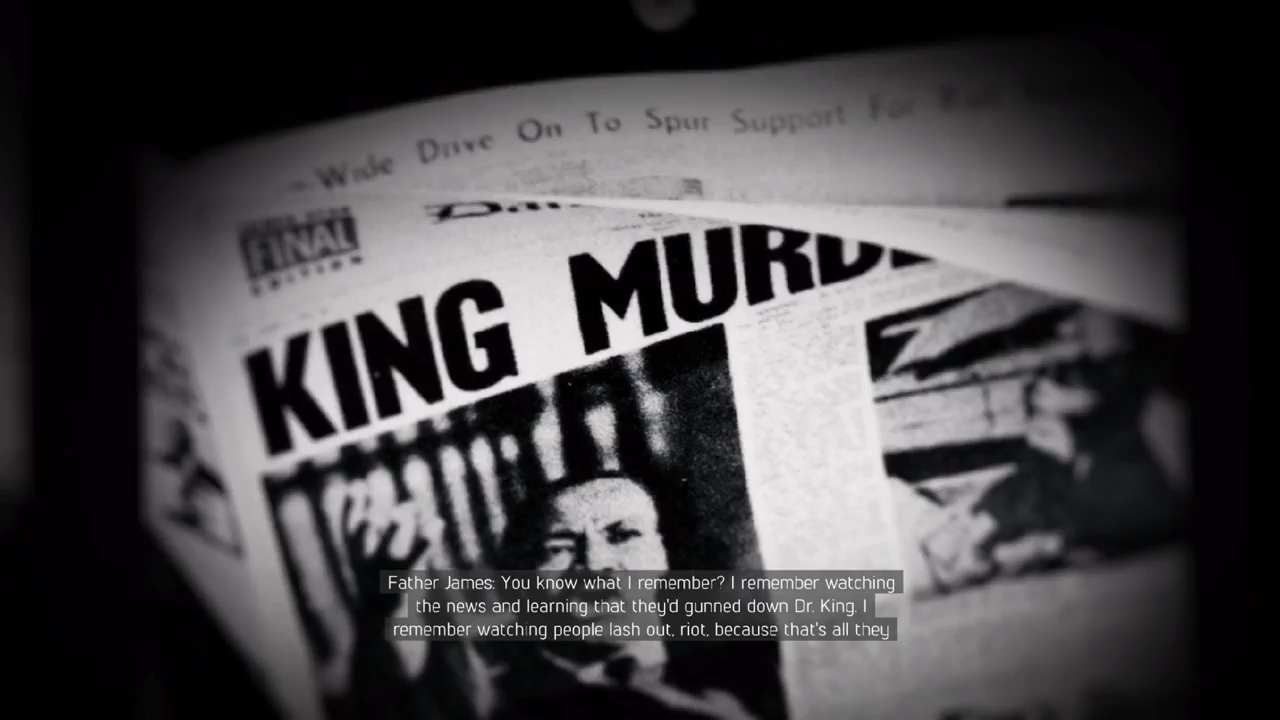 Wide Drive On To Spur Support For
FINAL
EDITION
KING MURD
Father James: You know what I remember? I remember watching
the news and learning that they'd gunned down Dr. King. I
remember watching people lash out, riot, because that's all they